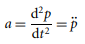 a = d²p/dt² = p̈